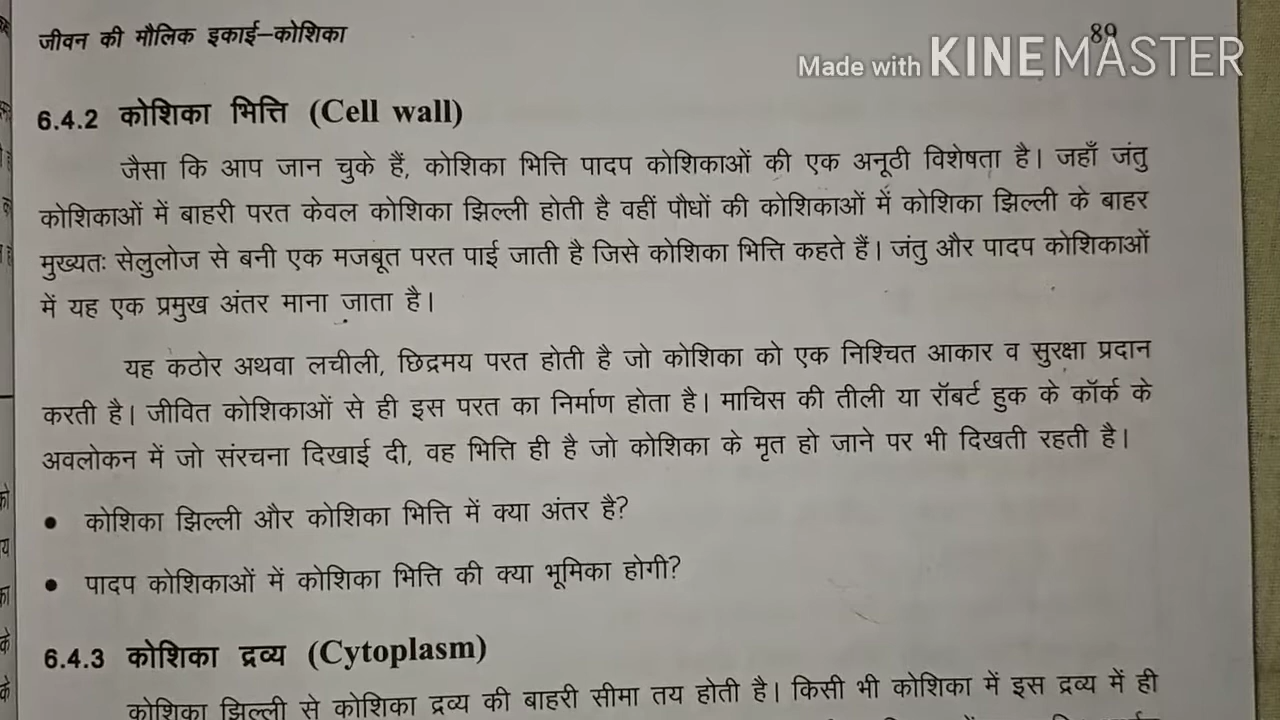 जीवन की मौलिक इकाई–कोशिका 89
Made with KINEMASTER
6.4.2 कोशिका भित्ति (Cell wall)
जैसा कि आप जान चुके हैं, कोशिका भित्ति पादप कोशिकाओं की एक अनूठी विशेषता है। जहाँ जंतु
कोशिकाओं में बाहरी परत केवल कोशिका झिल्ली होती है वहीं पौधों की कोशिकाओं में कोशिका झिल्ली के बाहर
मुख्यतः सेलुलोज से बनी एक मजबूत परत पाई जाती है जिसे कोशिका भित्ति कहते हैं। जंतु और पादप कोशिकाओं
में यह एक प्रमुख अंतर माना जाता है।
यह कठोर अथवा लचीली, छिद्रमय परत होती है जो कोशिका को एक निश्चित आकार व सुरक्षा प्रदान
करती है। जीवित कोशिकाओं से ही इस परत का निर्माण होता है। माचिस की तीली या रॉबर्ट हुक के कॉर्क के
अवलोकन में जो संरचना दिखाई दी, वह भित्ति ही है जो कोशिका के मृत हो जाने पर भी दिखती रहती है।
• कोशिका झिल्ली और कोशिका भित्ति में क्या अंतर है?
• पादप कोशिकाओं में कोशिका भित्ति की क्या भूमिका होगी?
6.4.3 कोशिका द्रव्य (Cytoplasm)
कोशिका झिल्ली से कोशिका द्रव्य की बाहरी सीमा तय होती है। किसी भी कोशिका में इस द्रव्य में ही